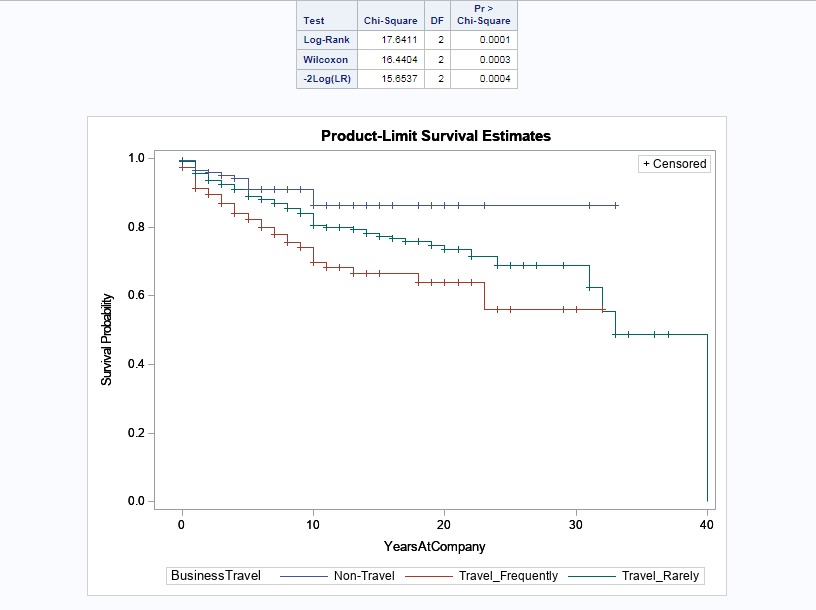 Test Chi-Square DF Pr > Chi-Square
Log-Rank 17.6411 2 0.0001
Wilcoxon 16.4404 2 0.0003
-2Log(LR) 15.6537 2 0.0004
Product-Limit Survival Estimates
+ Censored
1.0
0.8
0.6
0.4
0.2
0.0
Survival Probability
0 10 20 30 40
YearsAtCompany
BusinessTravel Non-Travel Travel_Frequently Travel_Rarely